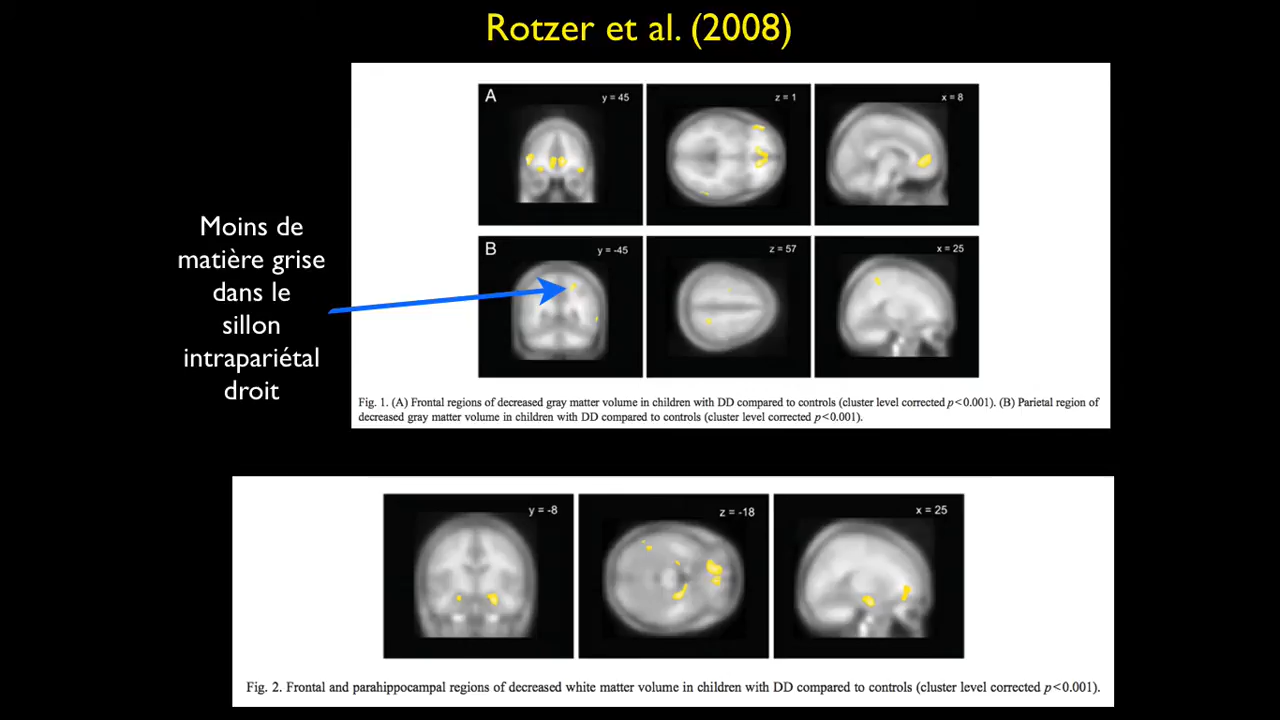 Rotzer et al. (2008)
A
y = 45
z = 1
x = 8
Moins de
matière grise
dans le
sillon
intrapariétal
droit
B
y = -45
z = 57
x = 25
Fig. 1. (A) Frontal regions of decreased gray matter volume in children with DD compared to controls (cluster level corrected p<0.001). (B) Parietal region of
decreased gray matter volume in children with DD compared to controls (cluster level corrected p<0.001).
y = -8
z = -18
x = 25
Fig. 2. Frontal and parahippocampal regions of decreased white matter volume in children with DD compared to controls (cluster level corrected p<0.001).